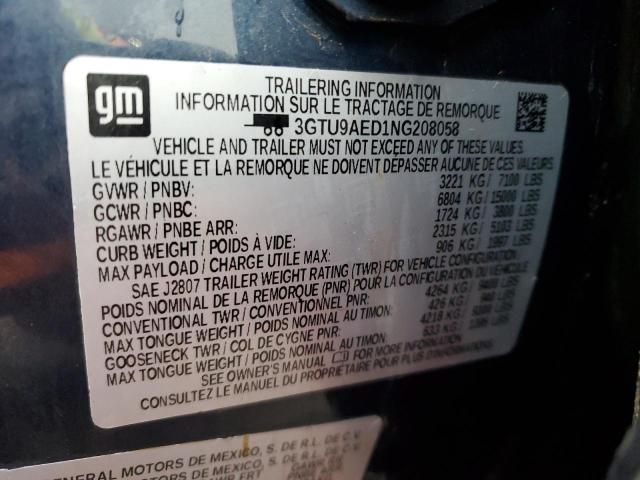 gm
TRAILERING INFORMATION
INFORMATION SUR LE TRACTAGE DE REMORQUE
3GTU9AED1NG208058
VEHICLE AND TRAILER MUST NOT EXCEED ANY OF THESE VALUES.
LE VÉHICULE ET LA REMORQUE NE DOIVENT DÉPASSER AUCUNE DE CES VALEURS
GVWR / PNBV: 3221 KG / 7100 LBS
GCWR / PNBC: 6804 KG / 15000 LBS
RGAWR / PNBE ARR: 1724 KG / 3800 LBS
CURB WEIGHT / POIDS À VIDE: 2315 KG / 5103 LBS
MAX PAYLOAD / CHARGE UTILE MAX: 906 KG / 1997 LBS
SAE J2807 TRAILER WEIGHT RATING (TWR) FOR VEHICLE CONFIGURATION
POIDS NOMINAL DE LA REMORQUE (PNR) PAR CONFIGURATION DU VÉHICULE
CONVENTIONAL TWR / CONVENTIONNEL PNR: 4264 KG / 9400 LBS
MAX TONGUE WEIGHT / POIDS NOMINAL AU TIMON: 426 KG / 940 LBS
GOOSENECK TWR / COL DE CYGNE PNR: 4218 KG / 9300 LBS
MAX TONGUE WEIGHT / POIDS NOMINAL AU TIMON: 633 KG / 1395 LBS
SEE OWNER'S MANUAL FOR MORE INFORMATION
CONSULTEZ LE MANUEL DU PROPRIÉTAIRE POUR PLUS D'INFORMATION
GENERAL MOTORS DE MEXICO, S. DE R.L. DE C.V.
MOTORS DE MEXICO, S. DE R.L. DE C.V.